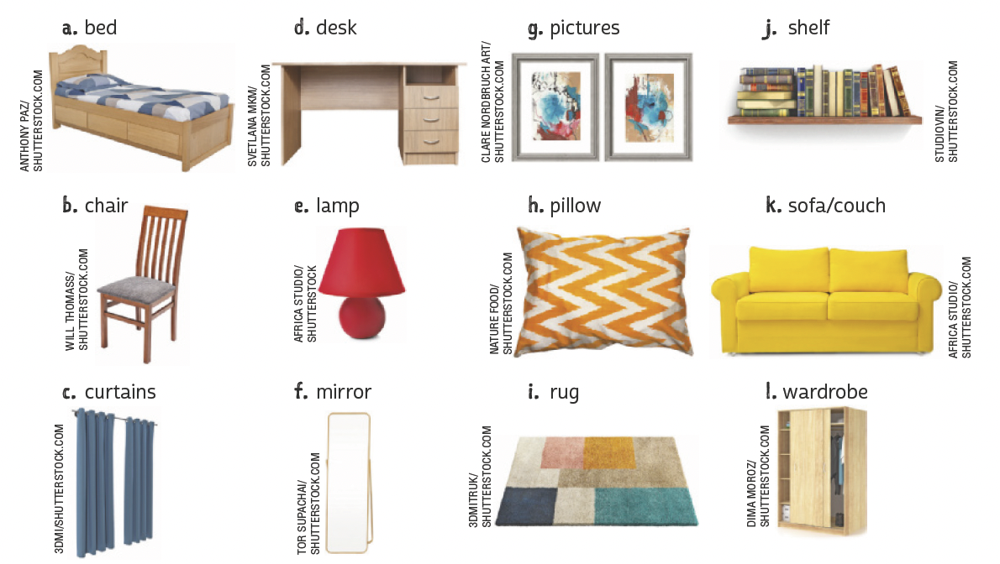 a. bed
ANTHONY PAZ/
SHUTTERSTOCK.COM
d. desk
SVETLANA MKM/
SHUTTERSTOCK.COM
g. pictures
CLARE NORDBRUCH ART/
SHUTTERSTOCK.COM
j. shelf
STUDIOVIN/
SHUTTERSTOCK.COM
b. chair
WILL THOMASS/
SHUTTERSTOCK.COM
e. lamp
AFRICA STUDIO/
SHUTTERSTOCK
h. pillow
NATURE FOOD/
SHUTTERSTOCK.COM
k. sofa/couch
AFRICA STUDIO/
SHUTTERSTOCK.COM
c. curtains
3DMI/SHUTTERSTOCK.COM
f. mirror
TOR SUPACHAI/
SHUTTERSTOCK.COM
i. rug
3DMITRUK/
SHUTTERSTOCK.COM
l. wardrobe
DIMA MOROZ/
SHUTTERSTOCK.COM